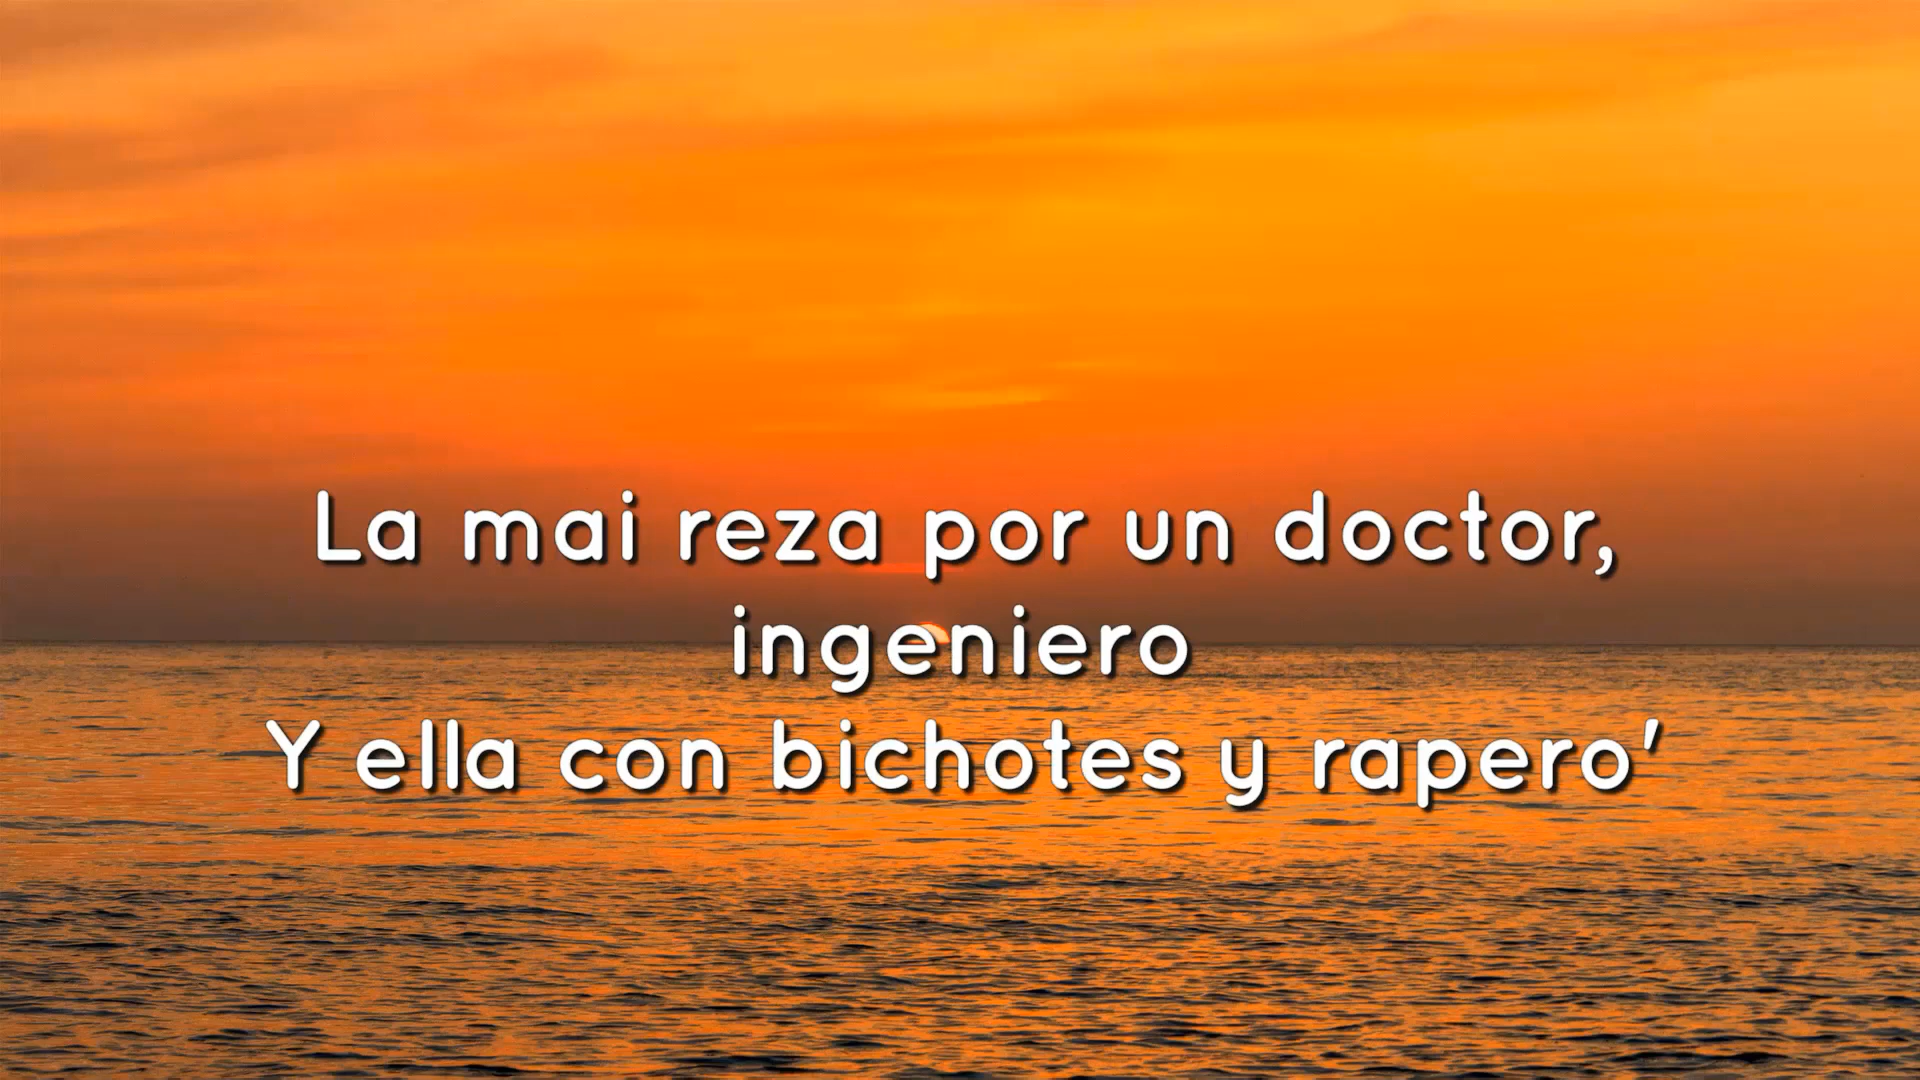 La mai reza por un doctor,
ingeniero
Y ella con bichotes y rapero'